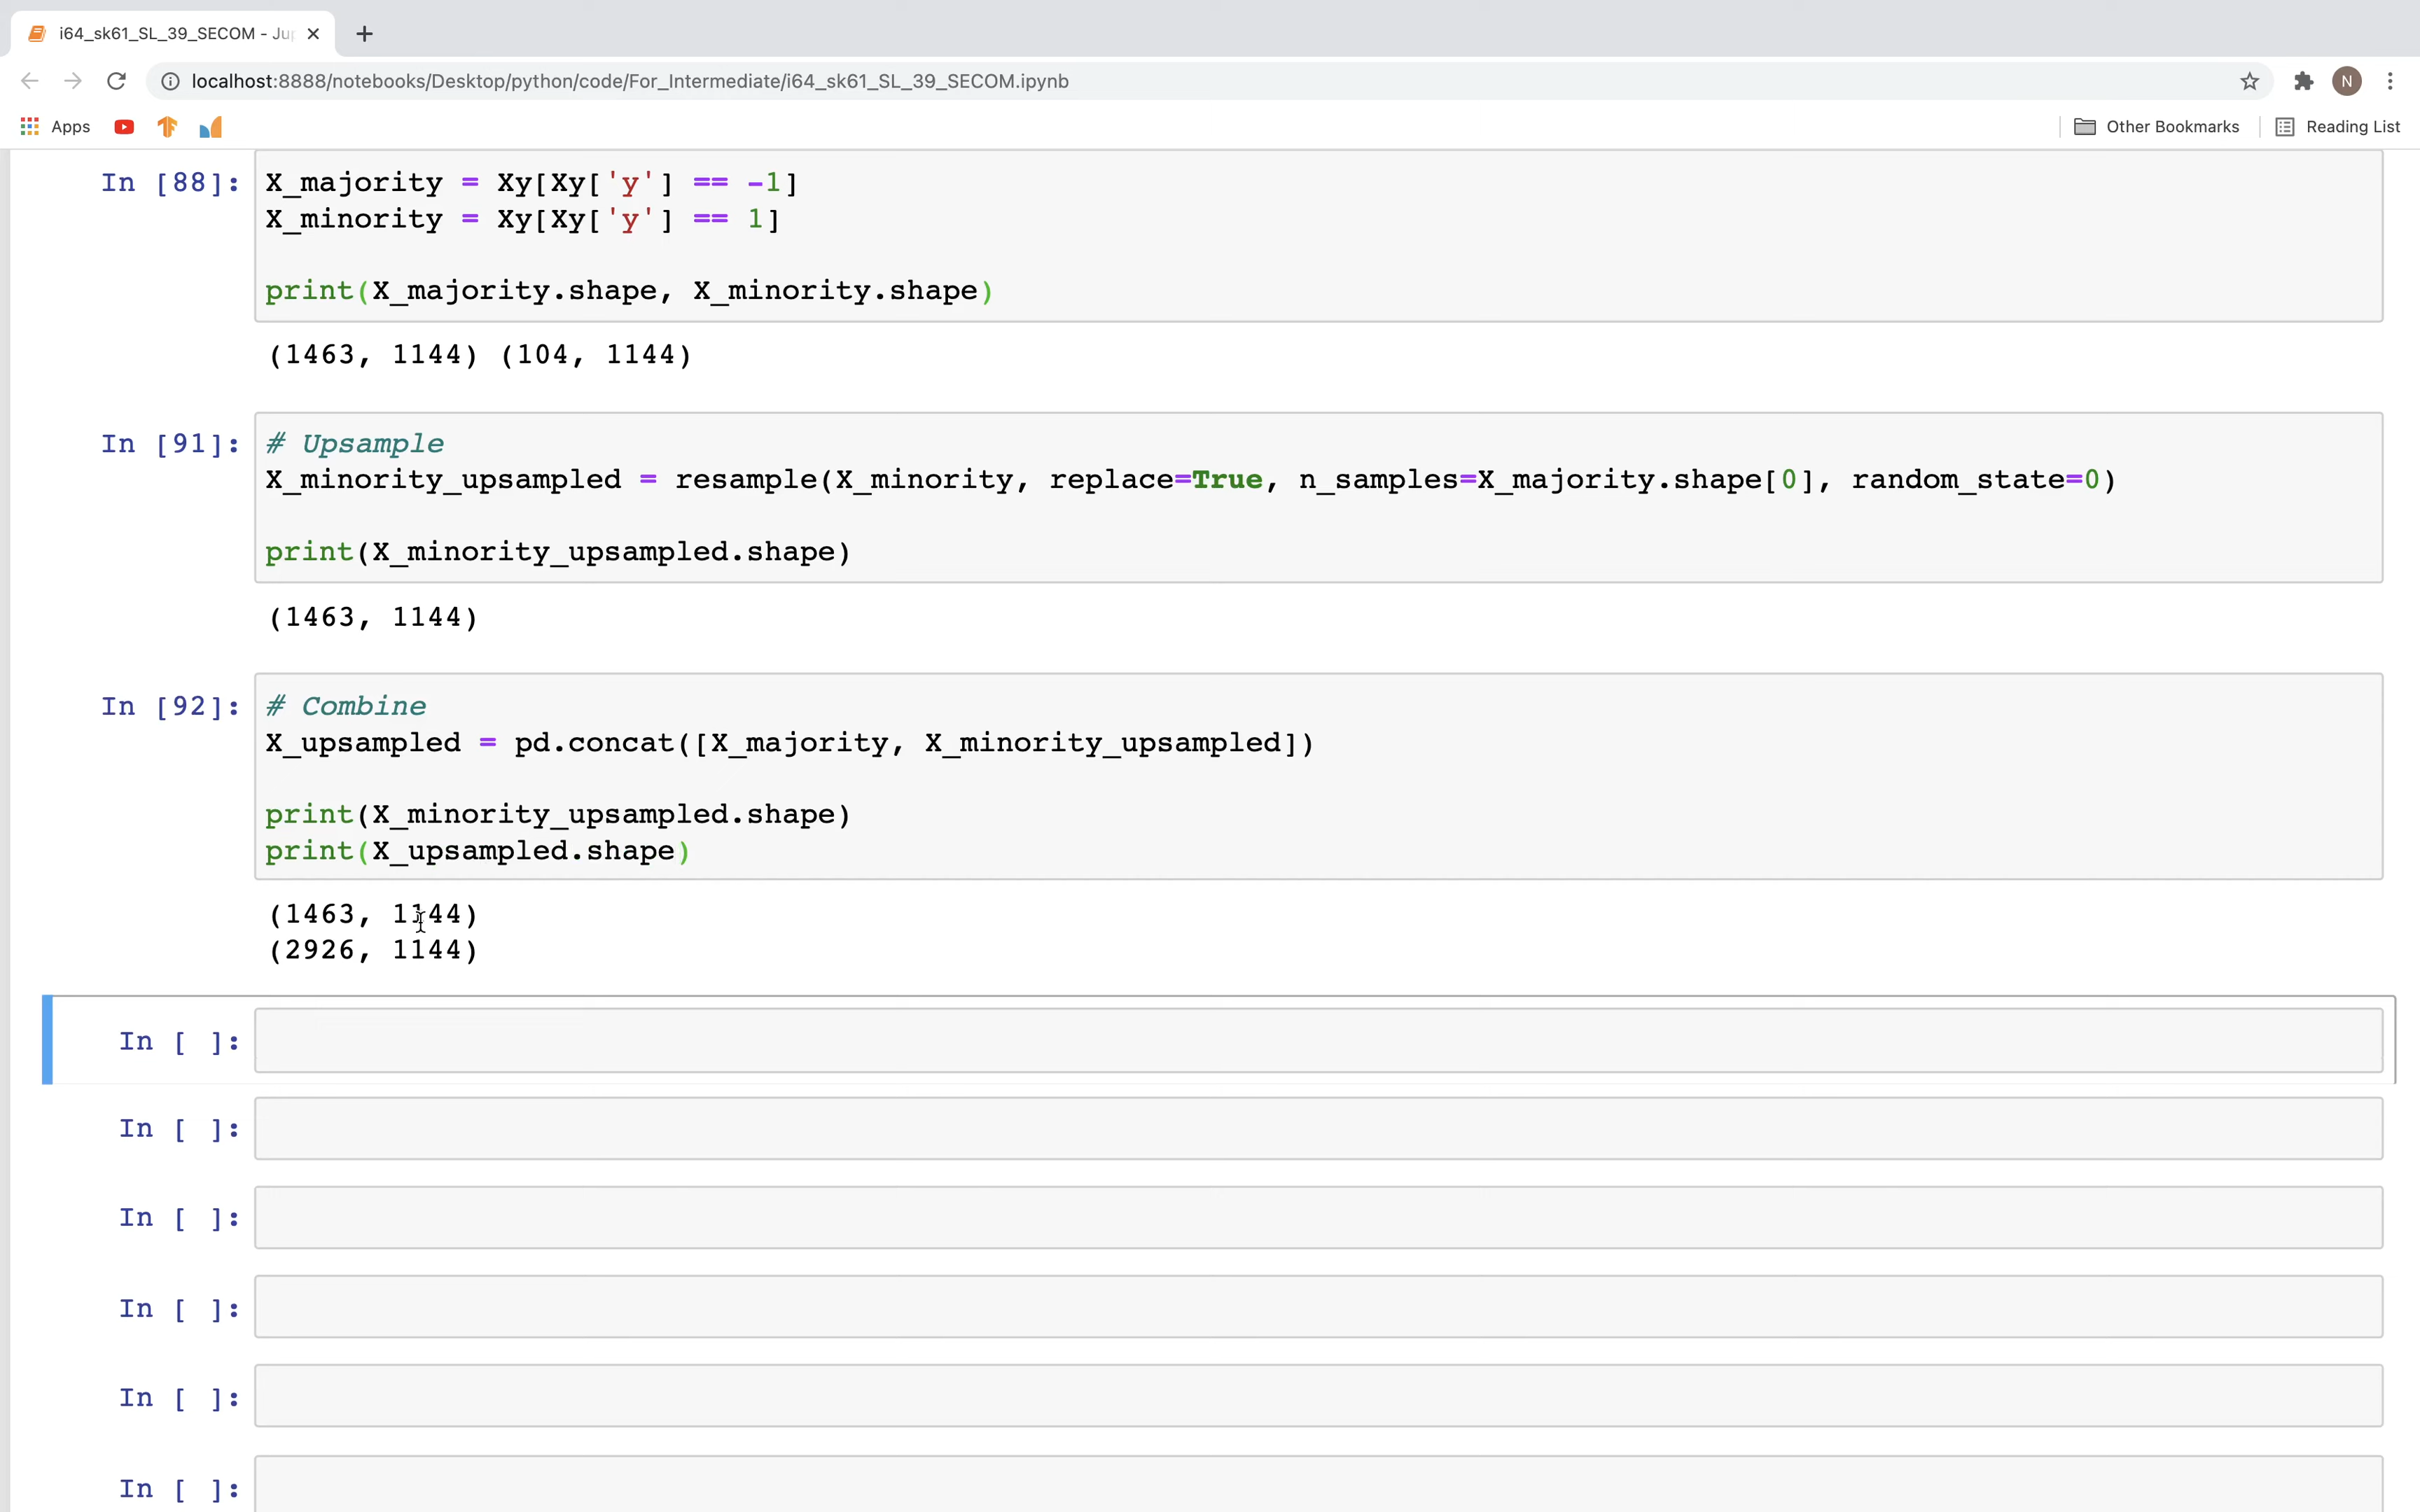 i64_sk61_SL_39_SECOM - Ju
localhost:8888/notebooks/Desktop/python/code/For_Intermediate/i64_sk61_SL_39_SECOM.ipynb
N
Apps
Other Bookmarks
Reading List
In [88]:
X_majority = Xy[Xy['y'] == -1]
X_minority = Xy[Xy['y'] == 1]
print(X_majority.shape, X_minority.shape)
(1463, 1144) (104, 1144)
In [91]:
# Upsample
X_minority_upsampled = resample(X_minority, replace=True, n_samples=X_majority.shape[0], random_state=0)
print(X_minority_upsampled.shape)
(1463, 1144)
In [92]:
# Combine
X_upsampled = pd.concat([X_majority, X_minority_upsampled])
print(X_minority_upsampled.shape)
print(X_upsampled.shape)
(1463, 1144)
(2926, 1144)
In [ ]:
In [ ]:
In [ ]:
In [ ]:
In [ ]:
In [ ]: